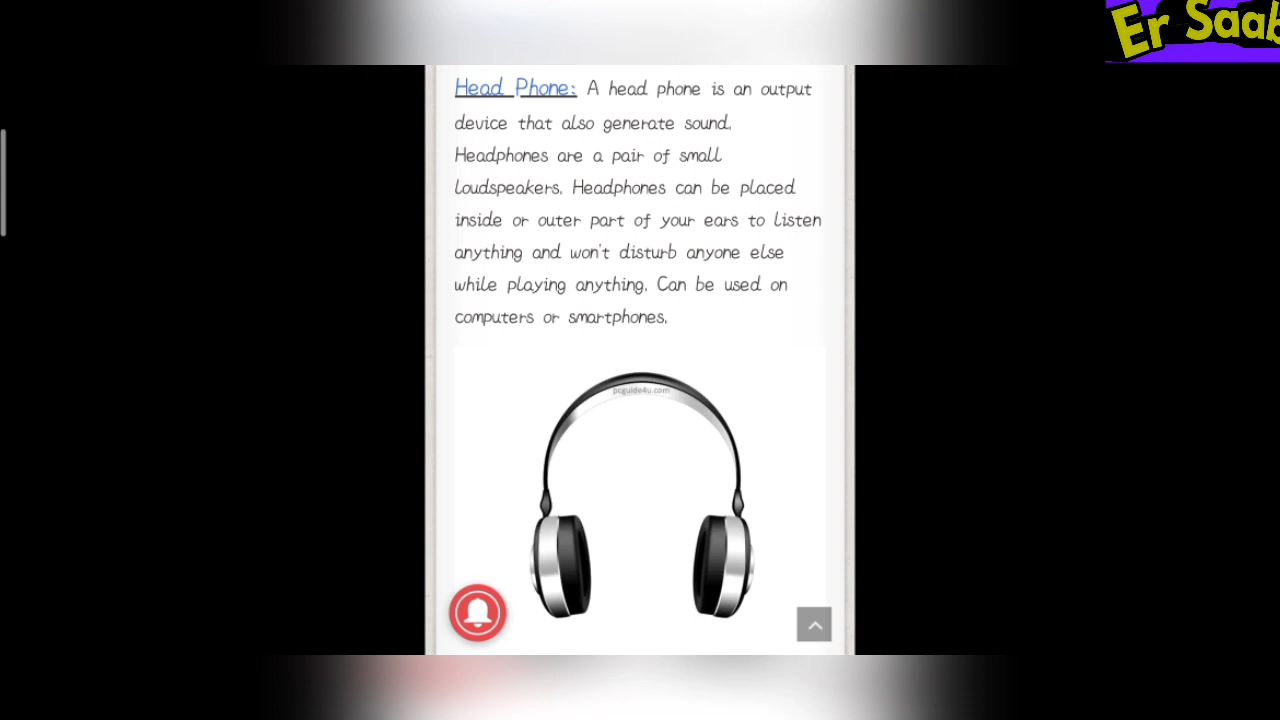 Er Saab
Head Phone: A head phone is an output
device that also generate sound.
Headphones are a pair of small
loudspeakers. Headphones can be placed
inside or outer part of your ears to listen
anything and won't disturb anyone else
while playing anything. Can be used on
computers or smartphones.
pcguide4u.com